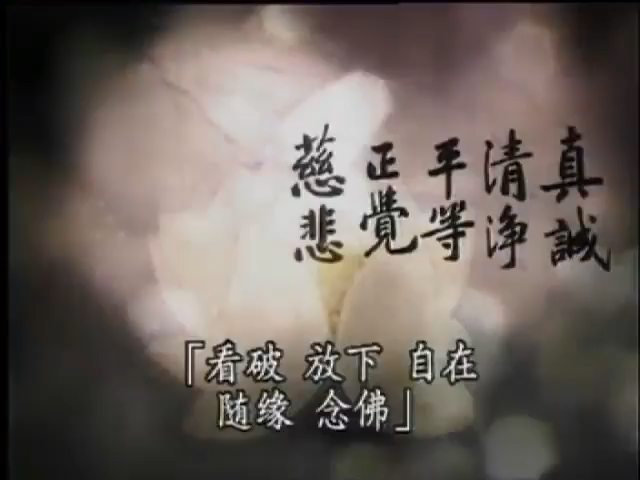 真誠
清净
平等
正覺
慈悲
「看破 放下 自在
随缘 念佛」